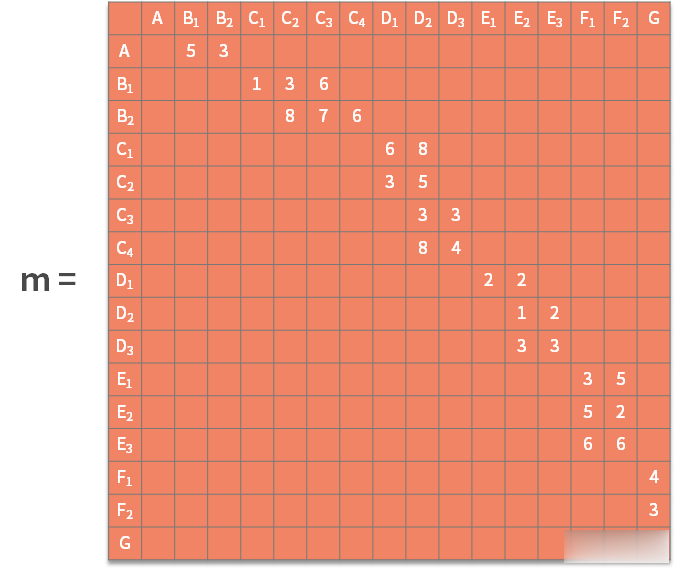 A B₁ B₂ C₁ C₂ C₃ C₄ D₁ D₂ D₃ E₁ E₂ E₃ F₁ F₂ G
A 5 3
B₁ 1 3 6
B₂ 8 7 6
C₁ 6 8
C₂ 3 5
C₃ 3 3
C₄ 8 4
m =
D₁ 2 2
D₂ 1 2
D₃ 3 3
E₁ 3 5
E₂ 5 2
E₃ 6 6
F₁ 4
F₂ 3
G